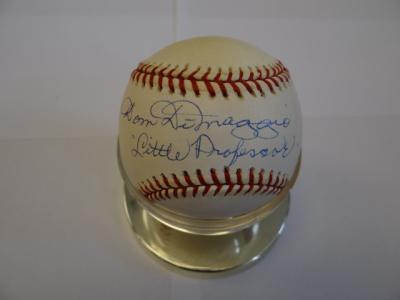 Dom DiMaggio
"Little Professor"